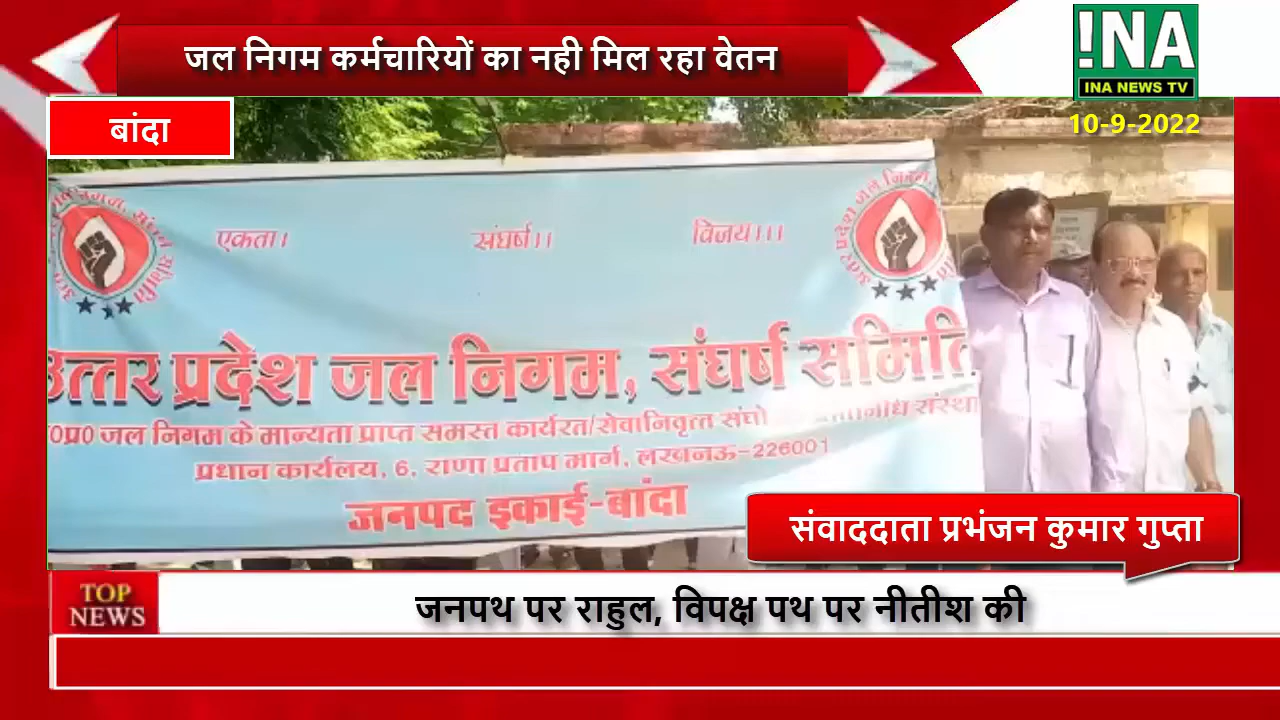 जल निगम कर्मचारियों का नही मिल रहा वेतन
!NA
INA NEWS TV
बांदा
10-9-2022
एकता। संघर्ष।। विजय।।।
उत्तर प्रदेश जल निगम, संघर्ष समिति
उ0प्र0 जल निगम के मान्यता प्राप्त समस्त कार्यरत/सेवानिवृत्त संघो संस्था
प्रधान कार्यालय, 6, राणा प्रताप मार्ग, लखनऊ-226001
जनपद इकाई-बांदा
संवाददाता प्रभंजन कुमार गुप्ता
TOP
NEWS
जनपथ पर राहुल, विपक्ष पथ पर नीतीश की